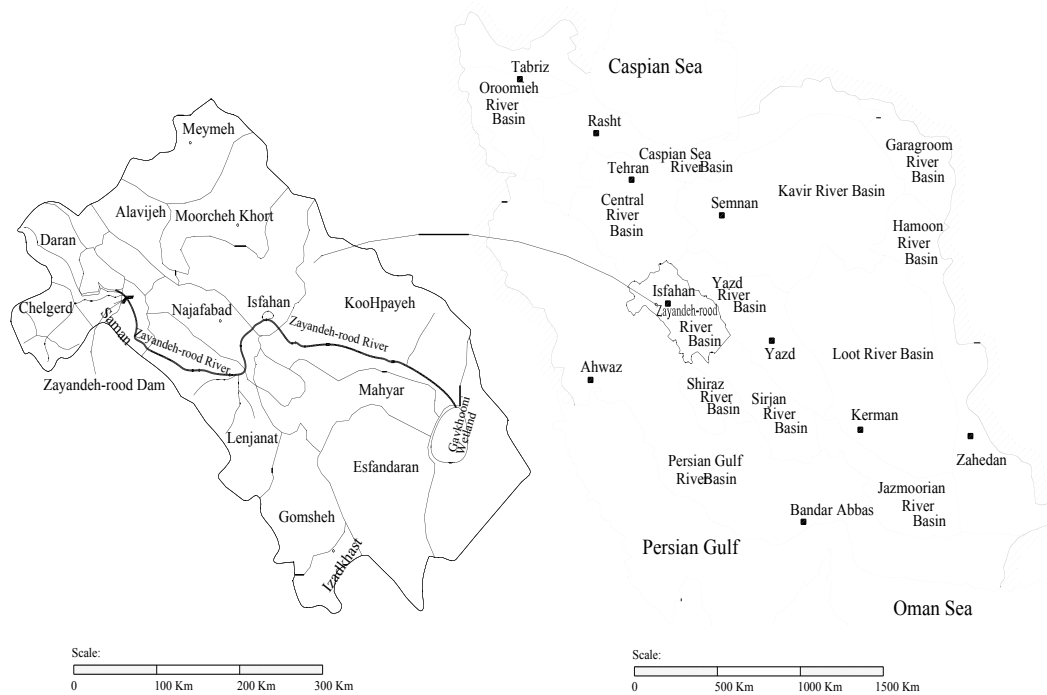 Meymeh
Alavijeh
Moorcheh Khort
Daran
Chelgerd
Saman
Najafabad
Isfahan
KooHpayeh
Zayandeh-rood River
Zayandeh-rood River
Zayandeh-rood Dam
Mahyar
Gavkhooni
Wetland
Lenjanat
Esfandaran
Gomsheh
Izadkhast
Scale:
0
100 Km
200 Km
300 Km
Caspian Sea
Tabriz
Oroomieh
River
Basin
Rasht
Caspian Sea
RiverBasin
Tehran
Central
River
Basin
Semnan
Kavir River Basin
Garagroom
River
Basin
Hamoon
River
Basin
Isfahan
Zayandeh-rood
River
Basin
Yazd
River
Basin
Yazd
Loot River Basin
Ahwaz
Shiraz
River
Basin
Sirjan
River
Basin
Kerman
Zahedan
Persian Gulf
RiverBasin
Jazmoorian
River
Basin
Bandar Abbas
Persian Gulf
Oman Sea
Scale:
0
500 Km
1000 Km
1500 Km